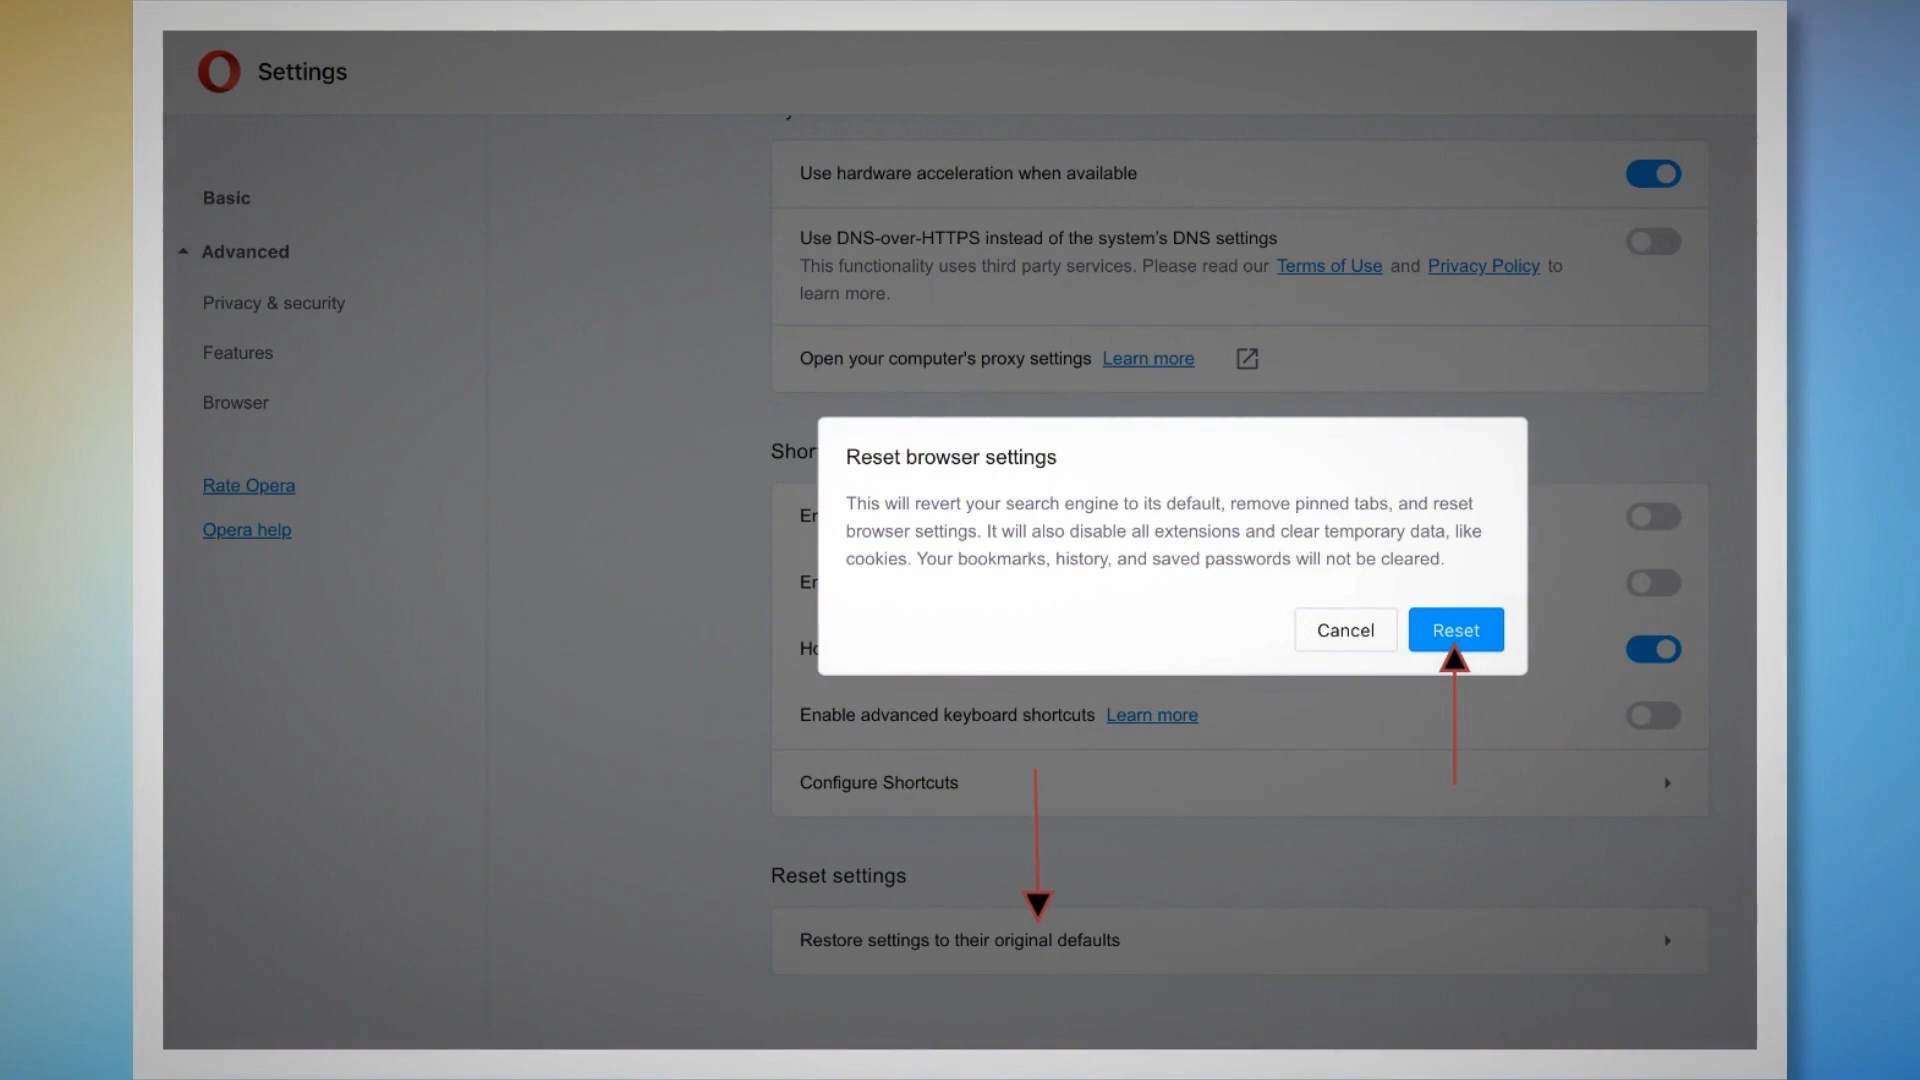 Settings
Basic
Advanced
Privacy & security
Features
Browser
Rate Opera
Opera help
Use hardware acceleration when available
Use DNS-over-HTTPS instead of the system's DNS settings
This functionality uses third party services. Please read our Terms of Use and Privacy Policy to
learn more.
Open your computer's proxy settings Learn more
Reset browser settings
This will revert your search engine to its default, remove pinned tabs, and reset
browser settings. It will also disable all extensions and clear temporary data, like
cookies. Your bookmarks, history, and saved passwords will not be cleared.
Cancel Reset
Enable advanced keyboard shortcuts Learn more
Configure Shortcuts
Reset settings
Restore settings to their original defaults